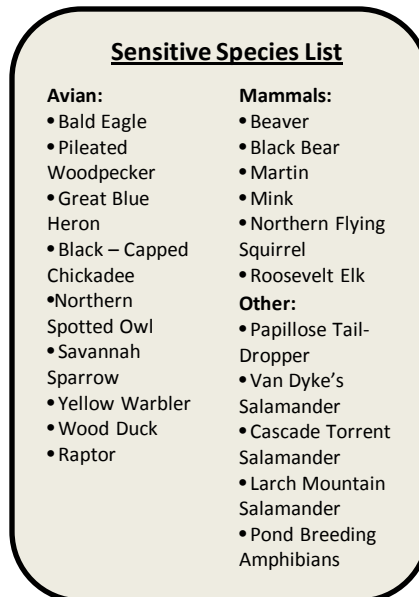 Sensitive Species List
Avian:
• Bald Eagle
• Pileated
Woodpecker
• Great Blue
Heron
• Black – Capped
Chickadee
•Northern
Spotted Owl
• Savannah
Sparrow
• Yellow Warbler
• Wood Duck
• Raptor
Mammals:
• Beaver
• Black Bear
• Martin
• Mink
• Northern Flying
Squirrel
• Roosevelt Elk
Other:
• Papillose Tail-
Dropper
• Van Dyke's
Salamander
• Cascade Torrent
Salamander
• Larch Mountain
Salamander
• Pond Breeding
Amphibians